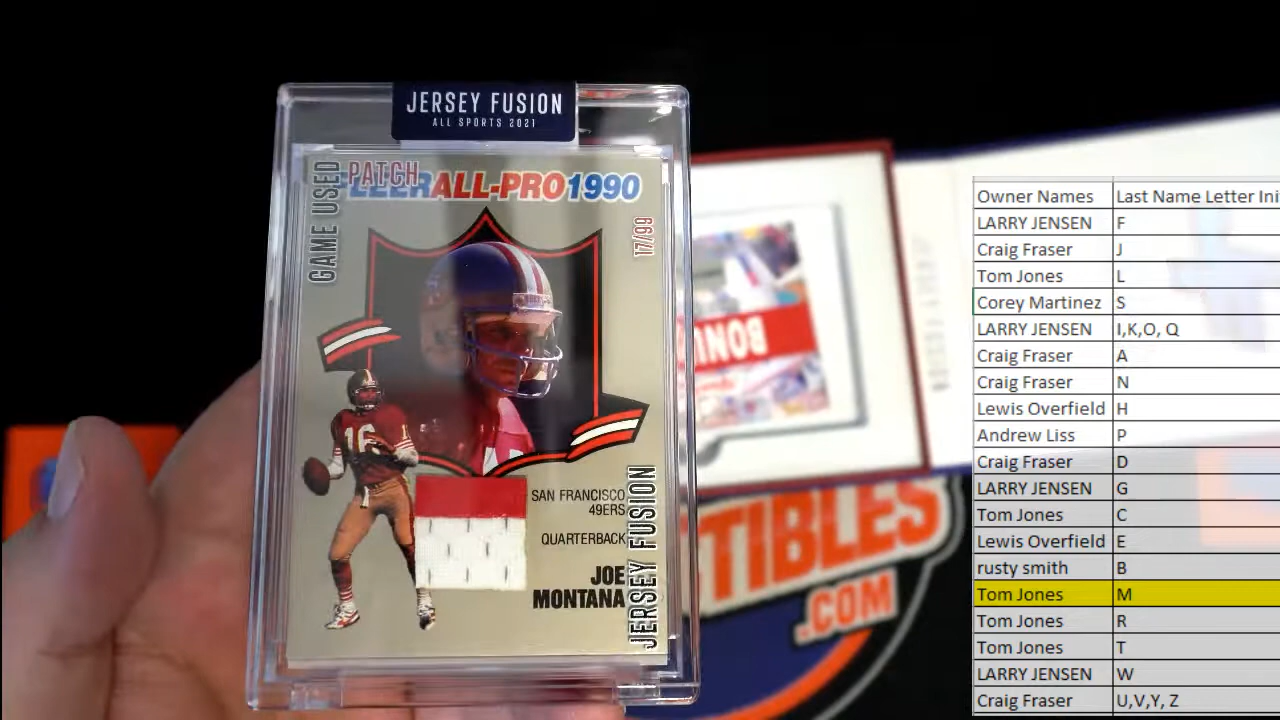 JERSEY FUSION
ALL SPORTS 2021
GAME USED
PATCH
FLEER ALL-PRO 1990
17/99
16
SAN FRANCISCO
49ERS
QUARTERBACK
JOE
MONTANA
JERSEY FUSION
TIBLES
.COM
Owner Names Last Name Letter Ini
LARRY JENSEN F
Craig Fraser J
Tom Jones L
Corey Martinez S
LARRY JENSEN I,K,O, Q
Craig Fraser A
Craig Fraser N
Lewis Overfield H
Andrew Liss P
Craig Fraser D
LARRY JENSEN G
Tom Jones C
Lewis Overfield E
rusty smith B
Tom Jones M
Tom Jones R
Tom Jones T
LARRY JENSEN W
Craig Fraser U,V,Y, Z